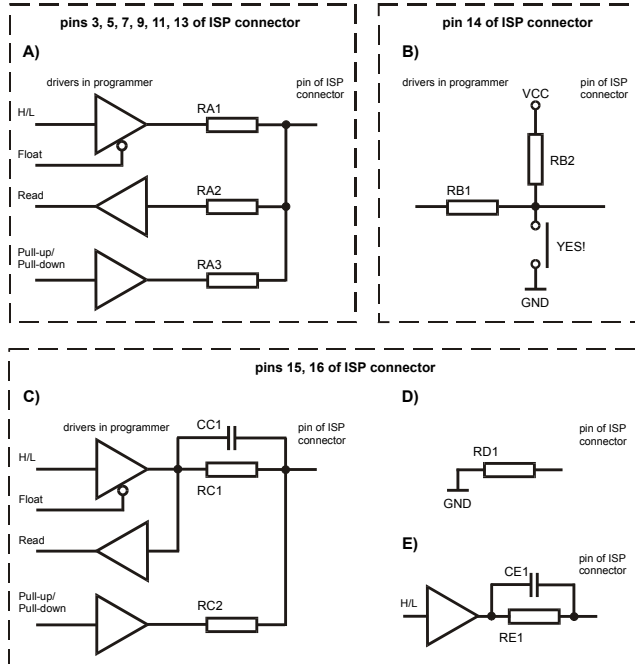 pins 3, 5, 7, 9, 11, 13 of ISP connector
A)
drivers in programmer
pin of ISP
connector
H/L
RA1
Float
Read
RA2
Pull-up/
Pull-down
RA3
pin 14 of ISP connector
B)
drivers in programmer
pin of ISP
connector
VCC
RB2
RB1
YES!
GND
pins 15, 16 of ISP connector
C)
drivers in programmer
CC1
pin of ISP
connector
H/L
RC1
Float
Read
Pull-up/
Pull-down
RC2
D)
pin of ISP
connector
RD1
GND
E)
pin of ISP
connector
CE1
H/L
RE1